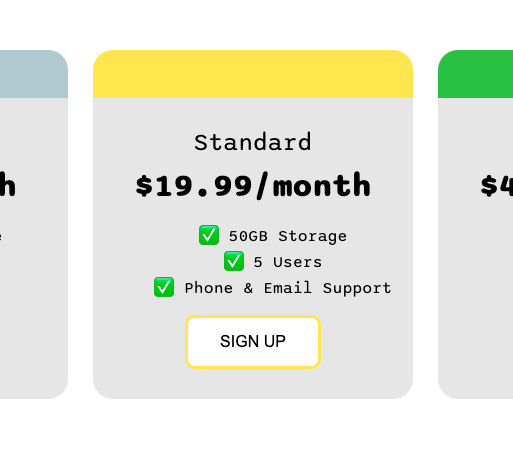 Standard
$19.99/month
✅ 50GB Storage
✅ 5 Users
✅ Phone & Email Support
SIGN UP